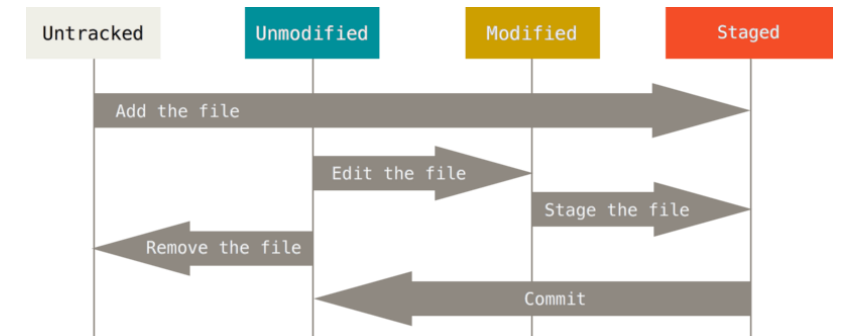 Untracked
Unmodified
Modified
Staged
Add the file
Edit the file
Stage the file
Remove the file
Commit